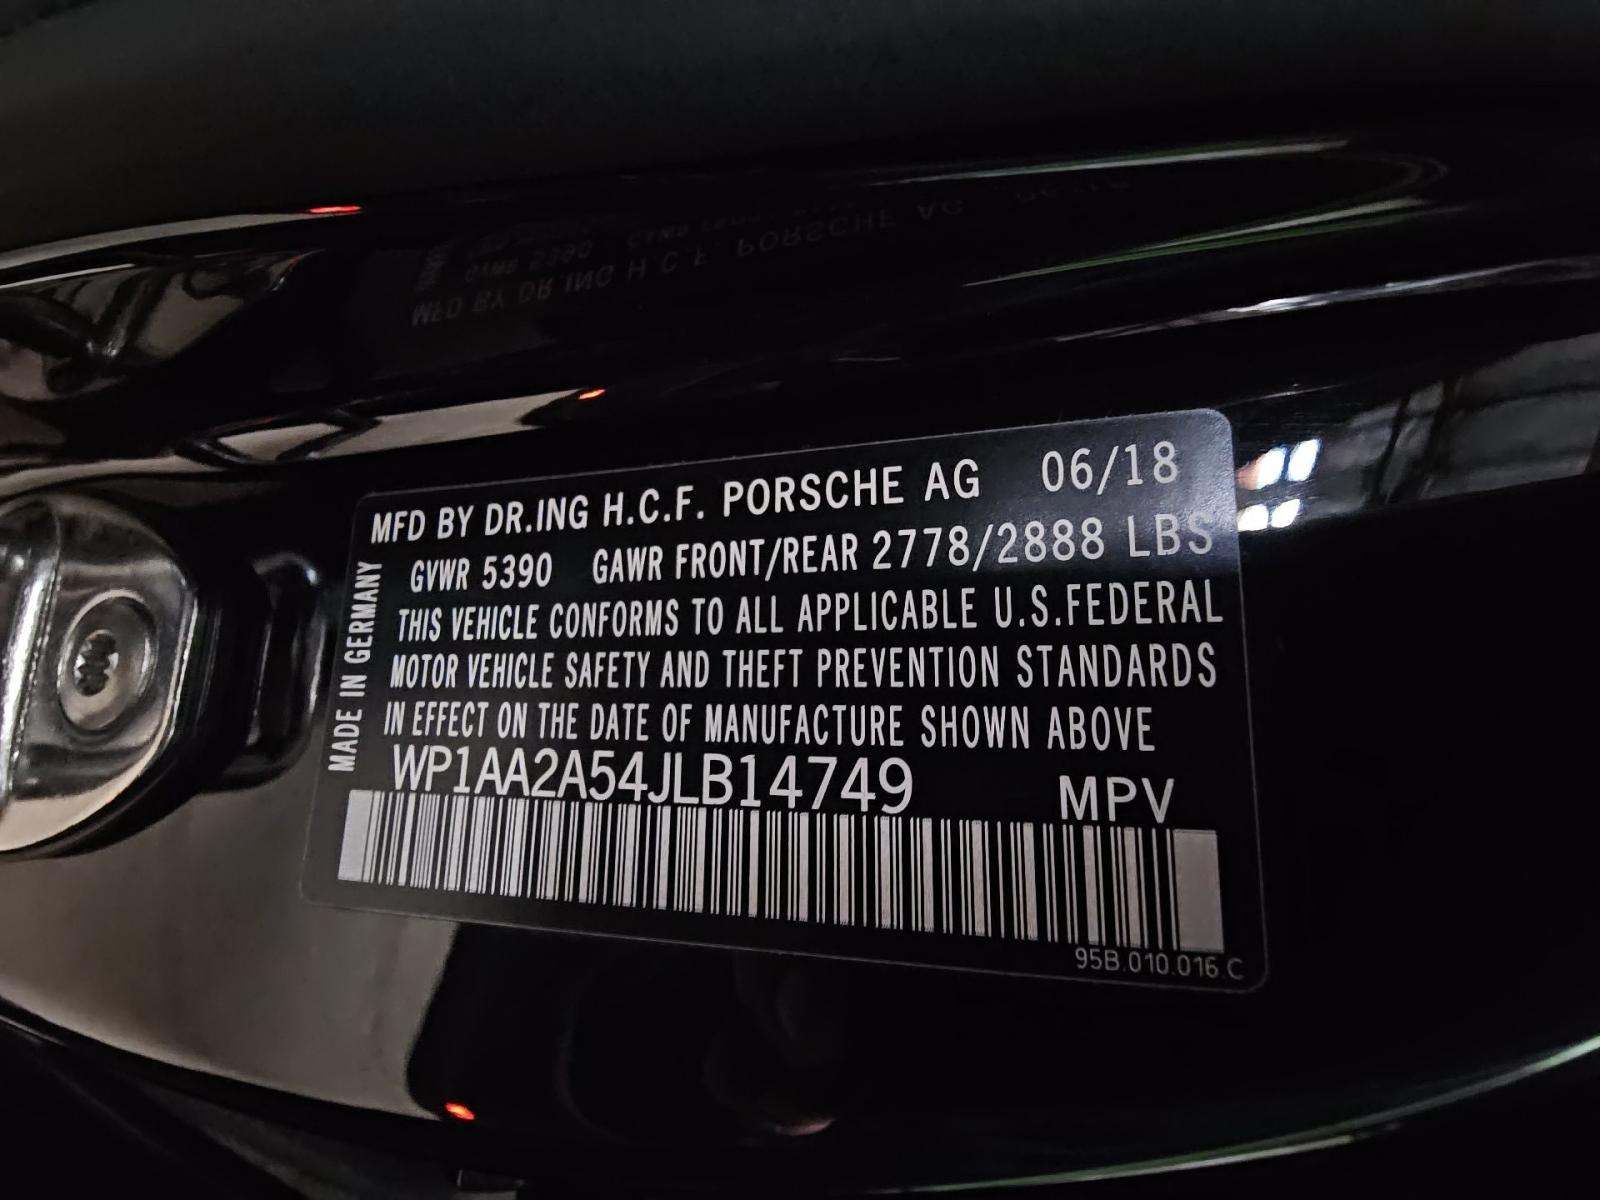 MFD BY DR.ING H.C.F. PORSCHE AG 06/18
GVWR 5390 GAWR FRONT/REAR 2778/2888 LBS
THIS VEHICLE CONFORMS TO ALL APPLICABLE U.S.FEDERAL
MOTOR VEHICLE SAFETY AND THEFT PREVENTION STANDARDS
IN EFFECT ON THE DATE OF MANUFACTURE SHOWN ABOVE
WP1AA2A54JLB14749 MPV
95B.010.016.C
MADE IN GERMANY